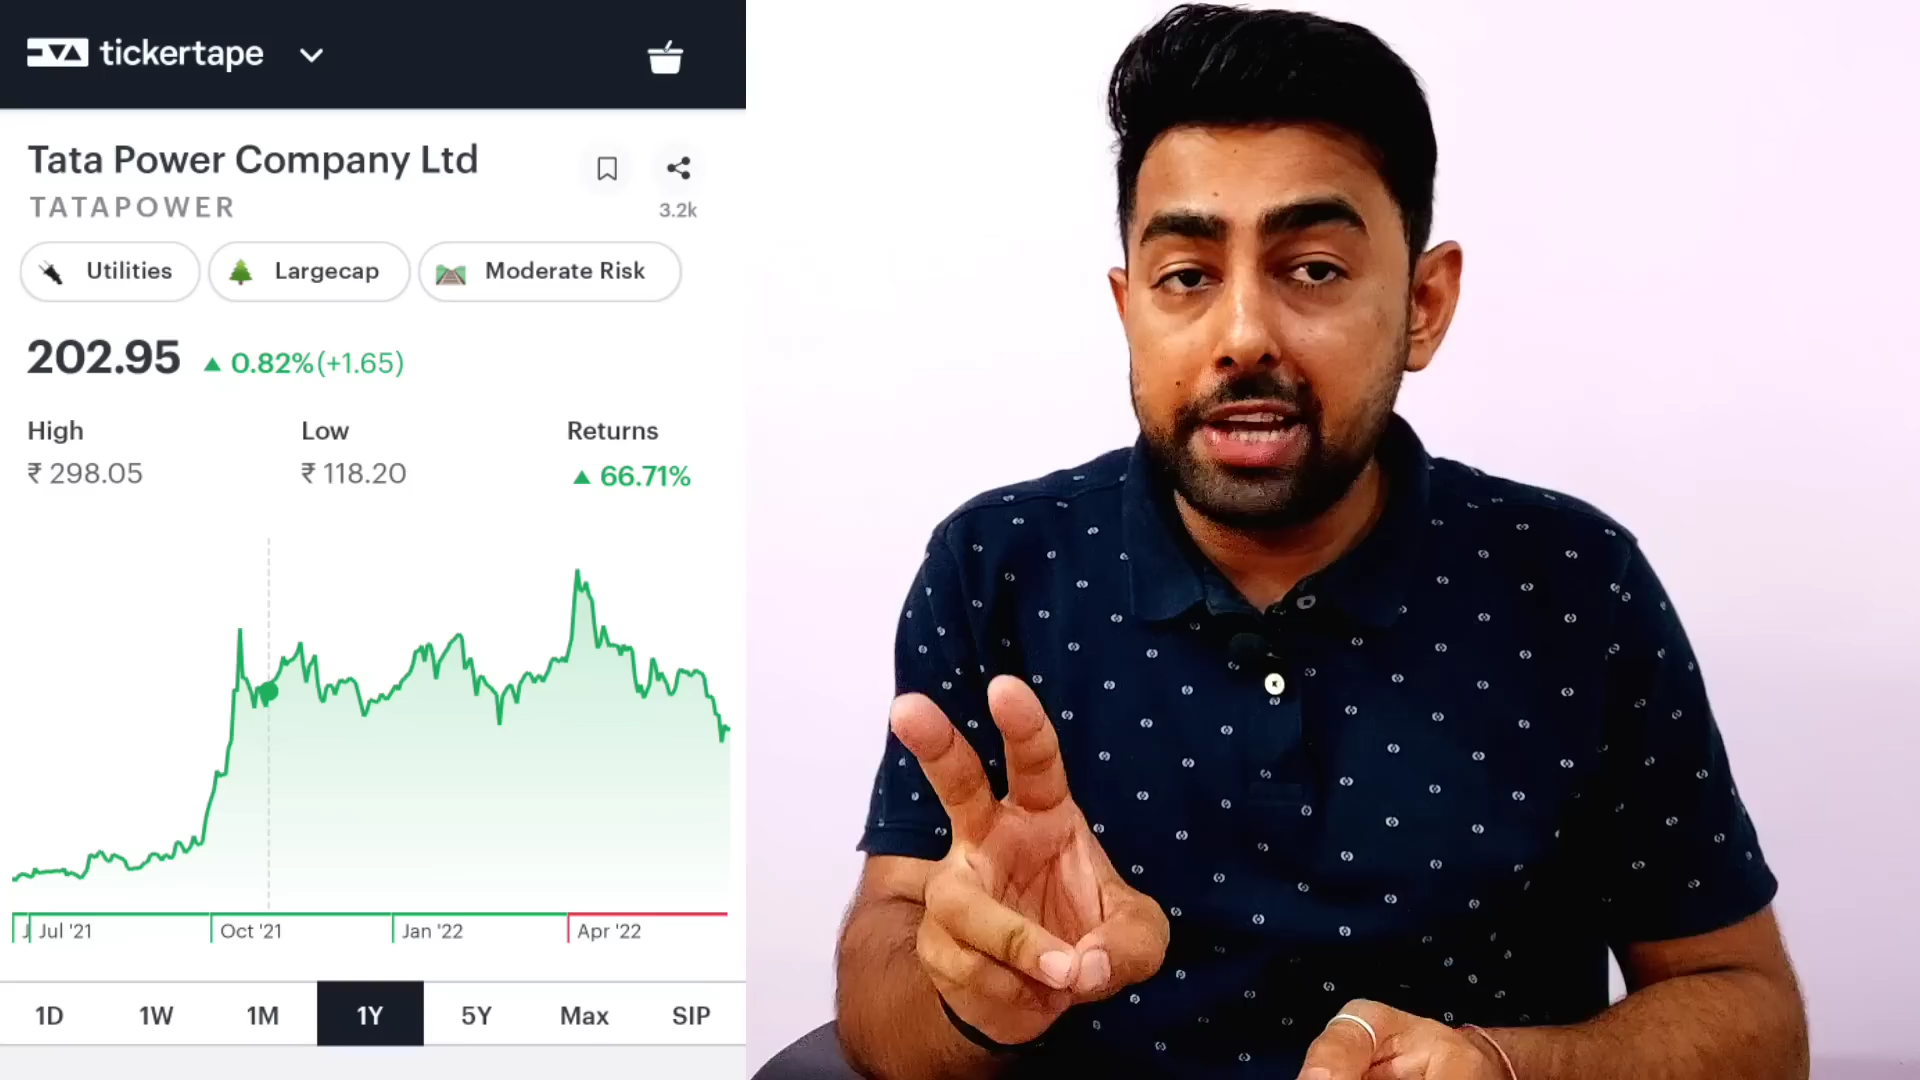 tickertape
Tata Power Company Ltd
TATAPOWER
3.2k
Utilities
Largecap
Moderate Risk
202.95 ▲ 0.82%(+1.65)
High Low Returns
₹ 298.05 ₹ 118.20 ▲ 66.71%
J Jul '21 Oct '21 Jan '22 Apr '22
1D 1W 1M 1Y 5Y Max SIP